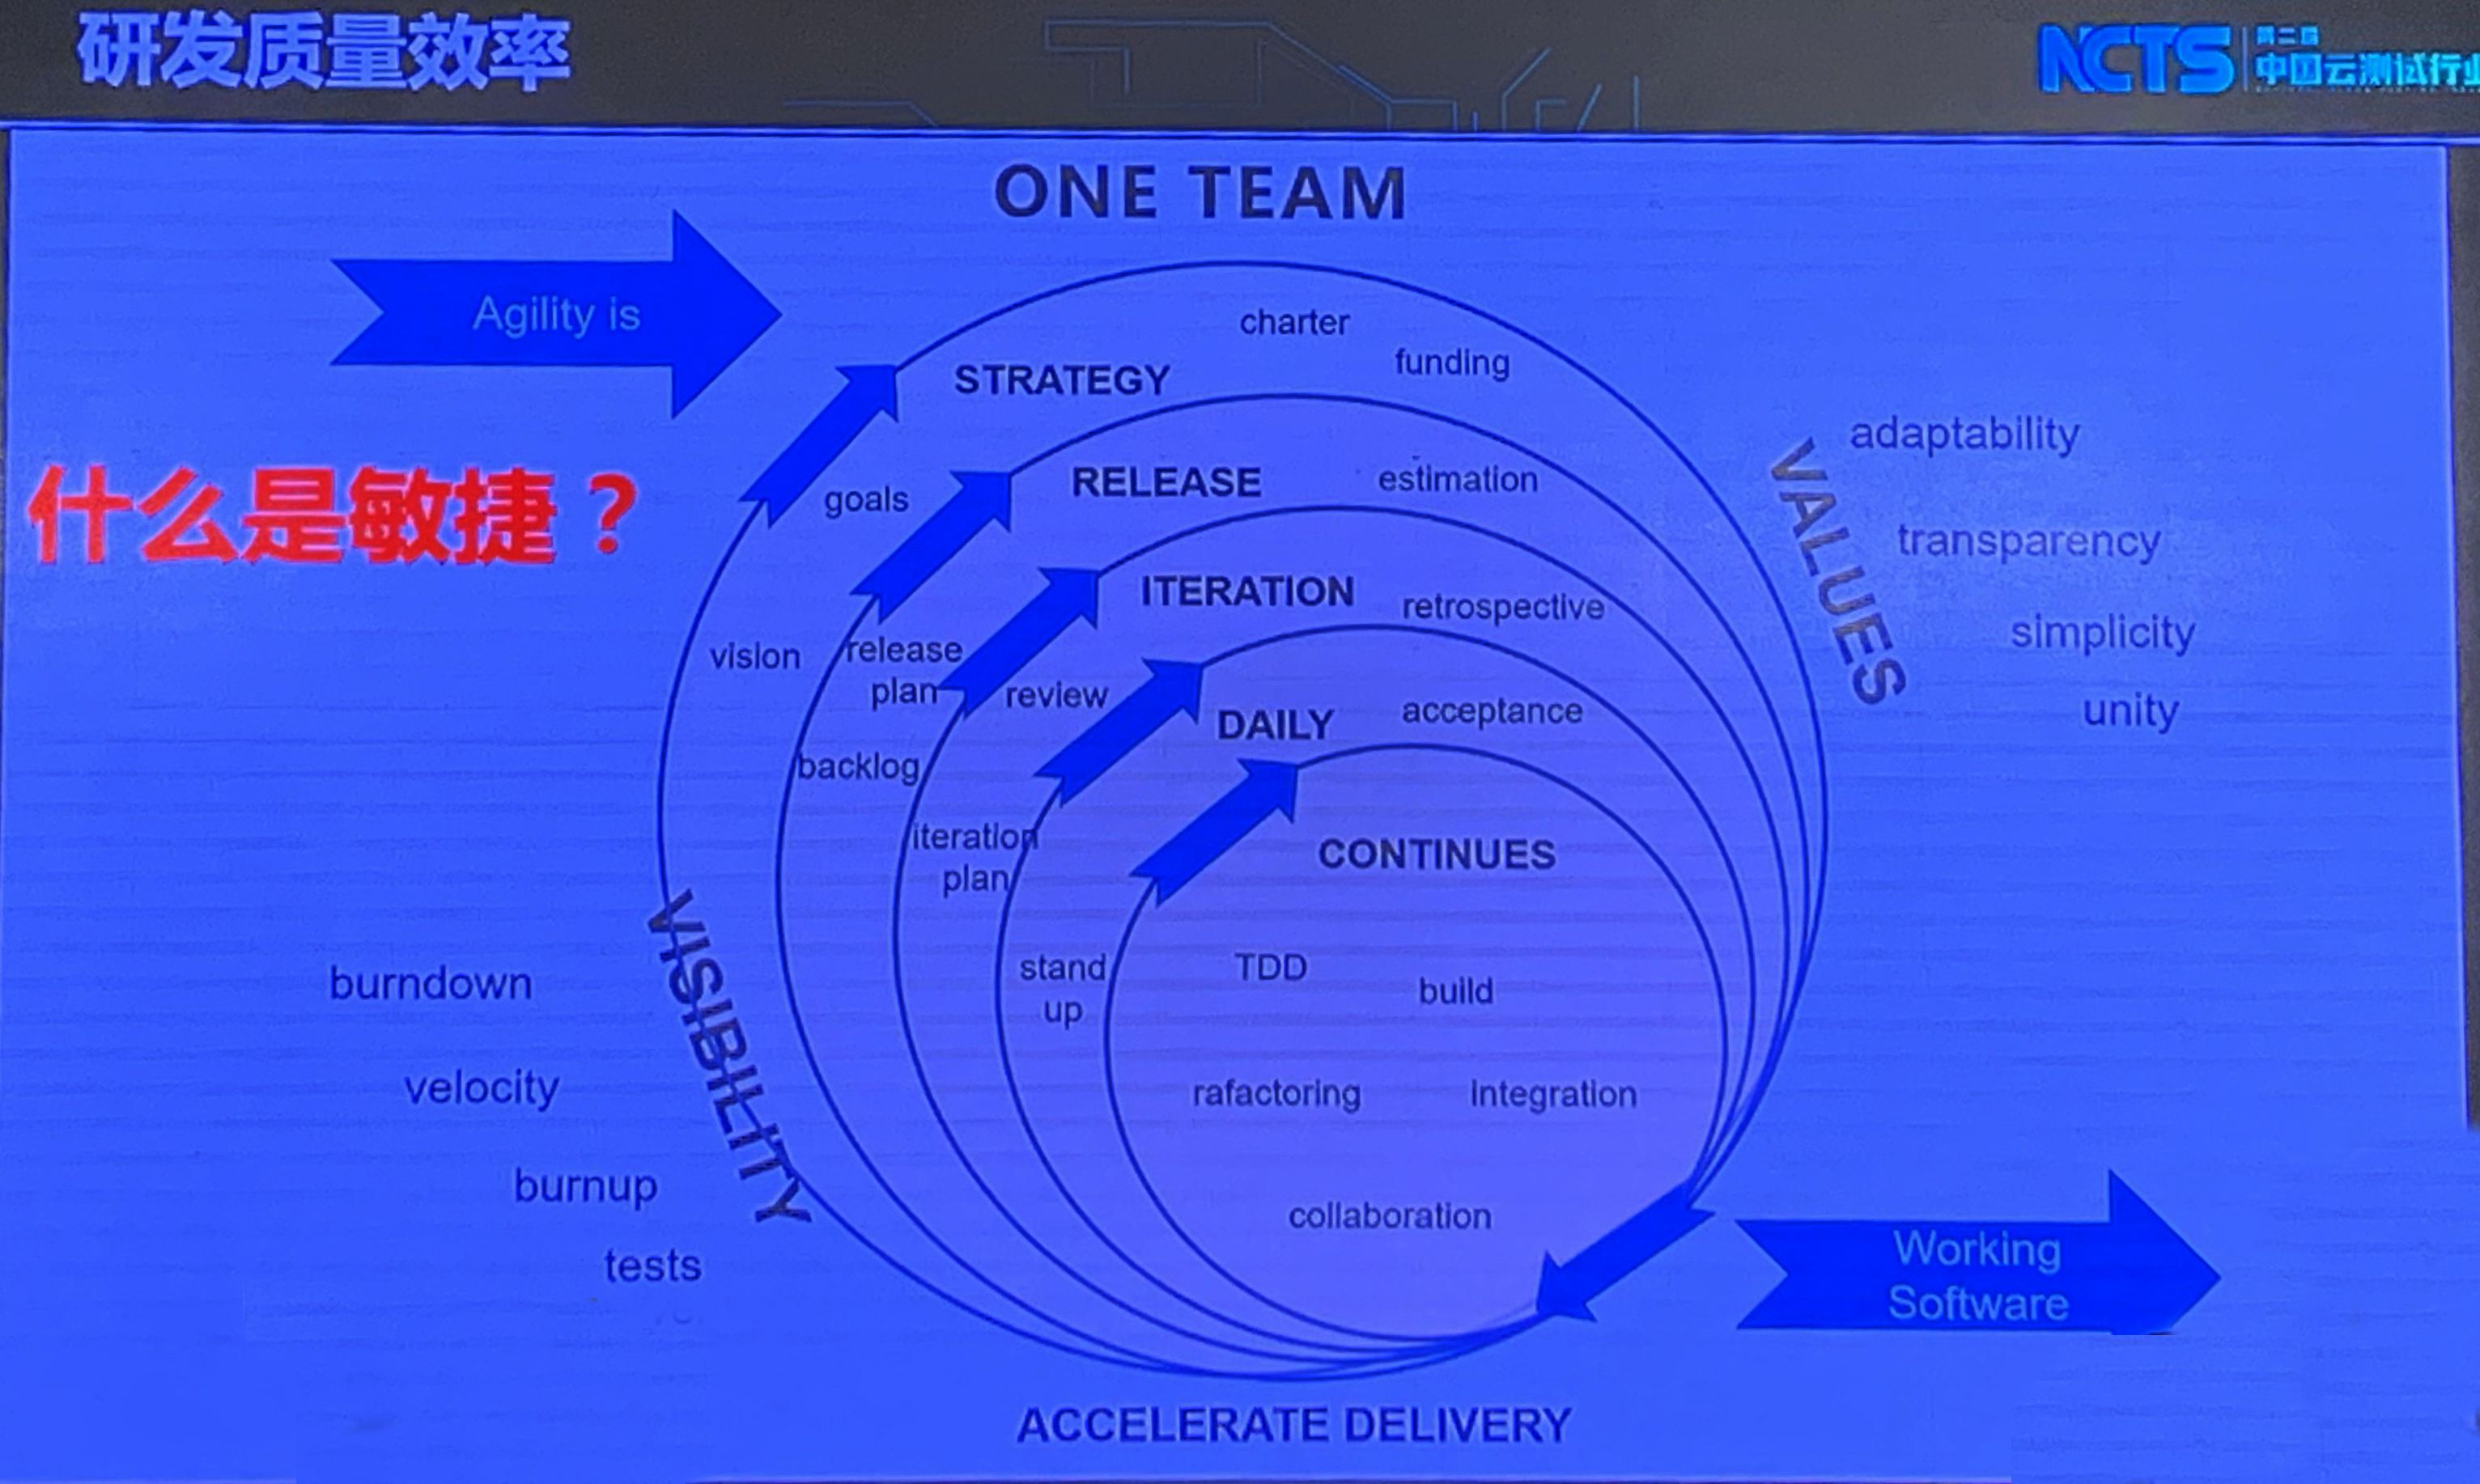 研发质量效率
NCTS
第二届
中国云测试行业
ONE TEAM
Agility is
什么是敏捷？
charter
funding
STRATEGY
goals
vision
RELEASE
estimation
release
plan
backlog
ITERATION
retrospective
review
iteration
plan
DAILY
acceptance
stand
up
CONTINUES
TDD
build
rafactoring
Integration
collaboration
VALUES
adaptability
transparency
simplicity
unity
VISIBILITY
burndown
velocity
burnup
tests
Working
Software
ACCELERATE DELIVERY